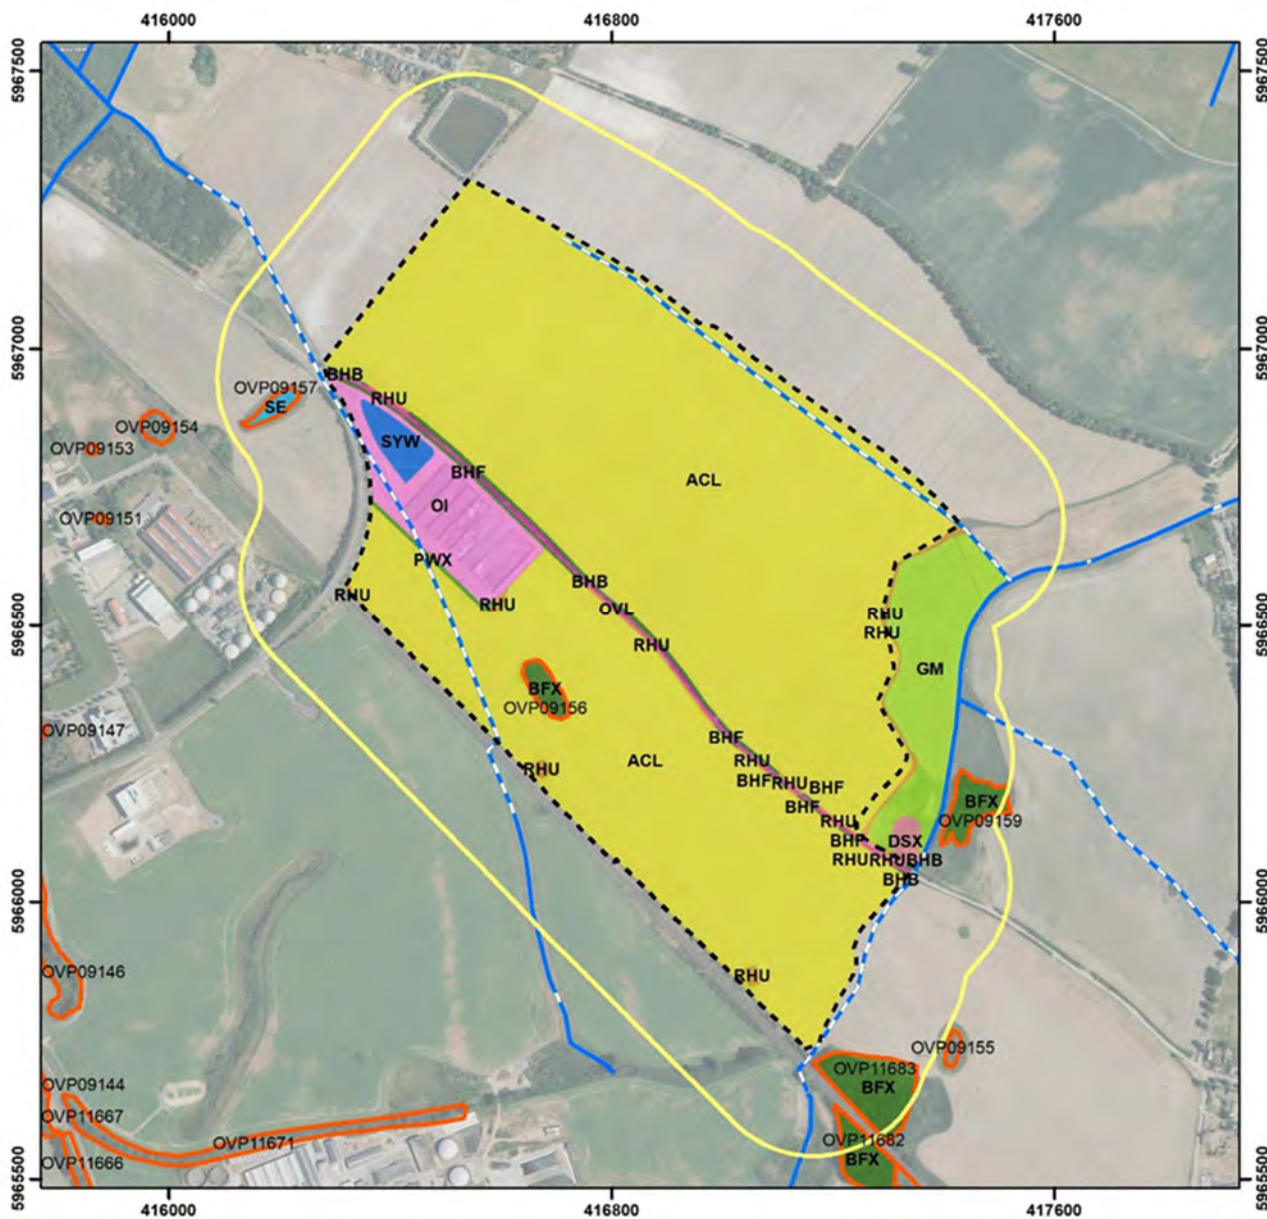 416000
416800
417600
5967500
5967500
5967000
5967000
BHB
OVP09157
RHU
SE
OVP09154
SYW
OVP09153
BHF
ACL
OI
OVP09151
PWX
BHB
RHU
RHU
OVL
5966500
5966500
RHU
RHU
RHU
GM
BFX
OVP09156
OVP09147
BHF
RHU
ACL
RHU
BHF
RHU
BHF
BHF
BFX
RHU
OVP09159
BHF
DSX
RHU
RHU
BHB
BHB
5966000
5966000
OVP09146
RHU
OVP09155
OVP11683
OVP09144
BFX
OVP11667
OVP11671
OVP11682
OVP11666
BFX
5965500
5965500
416000
416800
417600